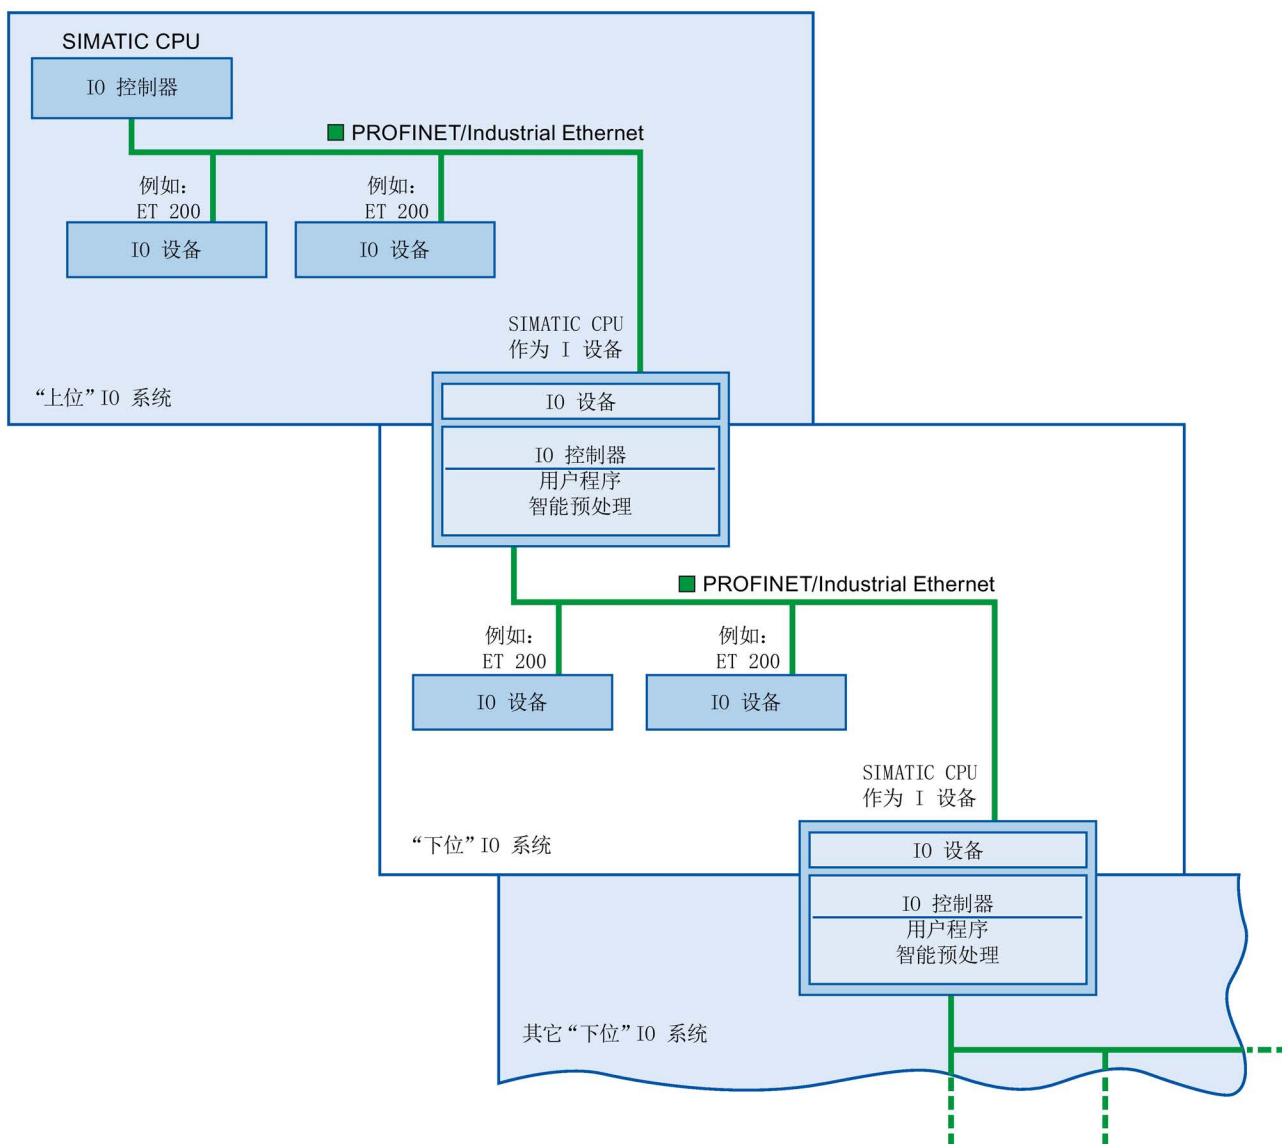 SIMATIC CPU
IO 控制器
PROFINET/Industrial Ethernet
例如：
ET 200
IO 设备
例如：
ET 200
IO 设备
SIMATIC CPU
作为 I 设备
“上位”IO 系统
IO 设备
IO 控制器
用户程序
智能预处理
PROFINET/Industrial Ethernet
例如：
ET 200
IO 设备
例如：
ET 200
IO 设备
SIMATIC CPU
作为 I 设备
“下位”IO 系统
IO 设备
IO 控制器
用户程序
智能预处理
其它“下位”IO 系统